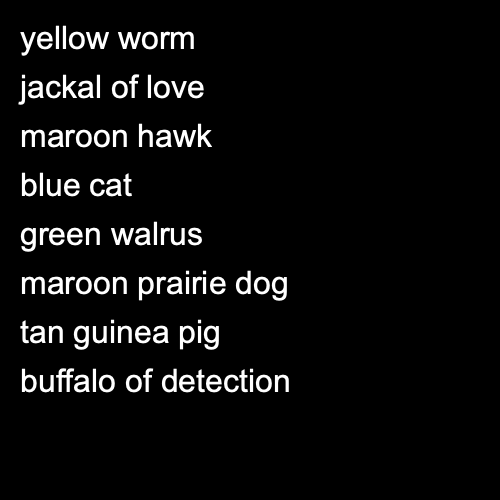 yellow worm
jackal of love
maroon hawk
blue cat
green walrus
maroon prairie dog
tan guinea pig
buffalo of detection